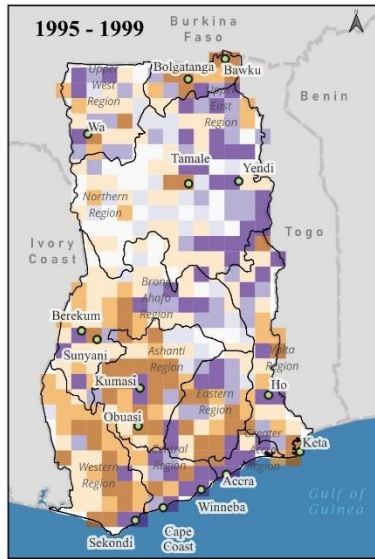 1995 - 1999
Burkina
Faso
Bolgatanga
Bawku
Upper
West
Region
Upper
East
Region
Benin
Wa
Tamale
Yendi
Northern
Region
Ivory
Coast
Togo
Brong
Ahafo
Region
Berekum
Sunyani
Ashanti
Region
Volta
Region
Kumasi
Ho
Eastern
Region
Obuasi
Greater
Accra
Region
Keta
Central
Region
Western
Region
Accra
Winneba
Gulf of
Guinea
Cape
Coast
Sekondi